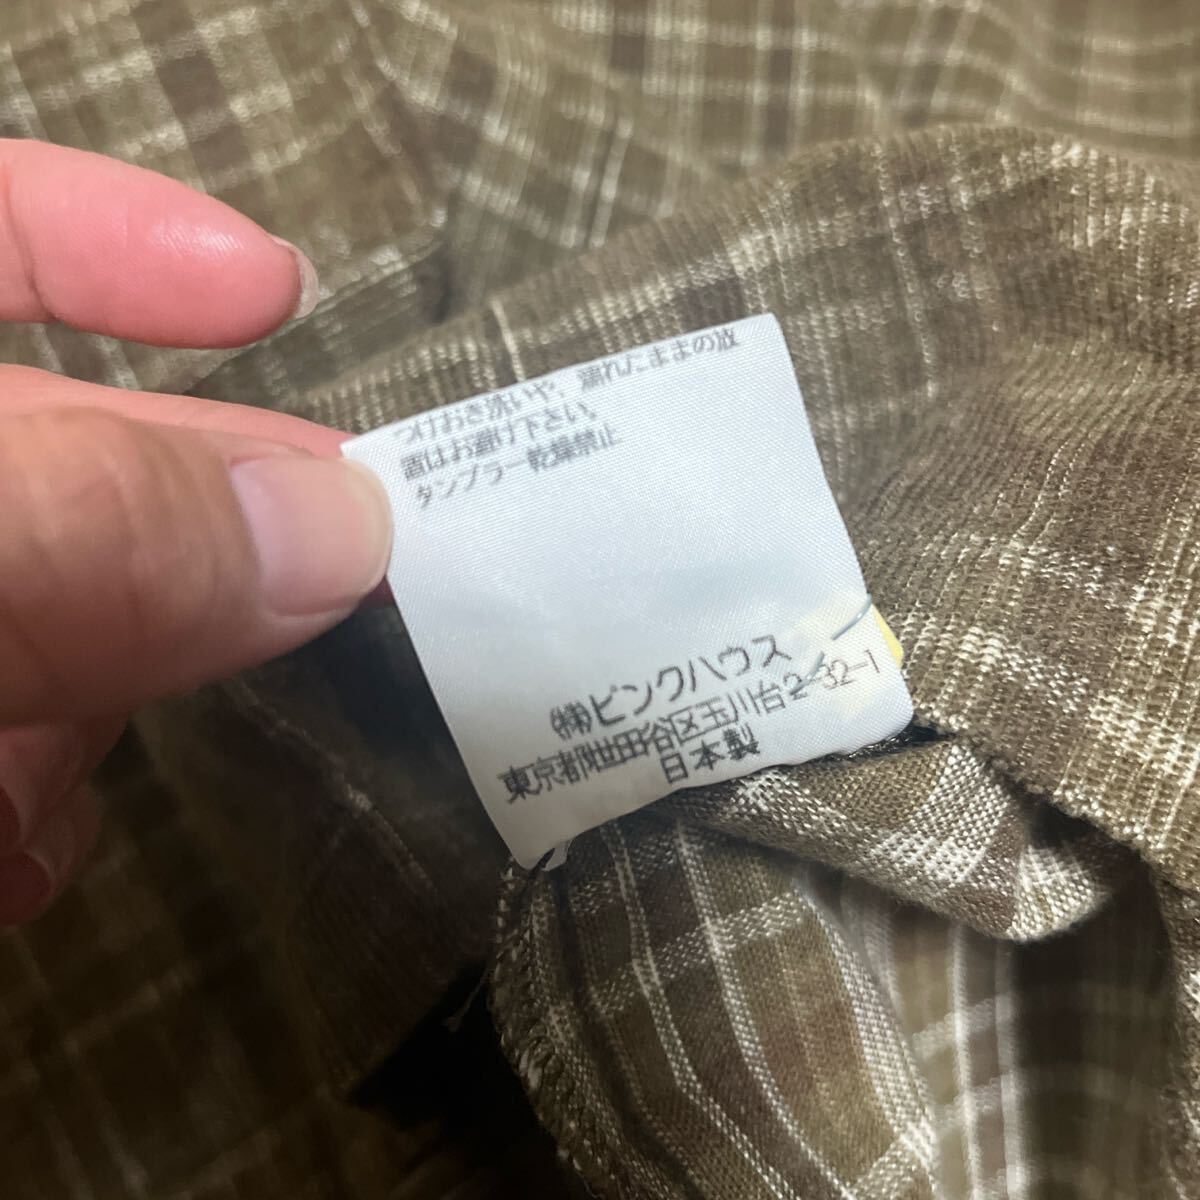 つけおき洗いや、濡れたままの放
置はお避け下さい。
タンブラー乾燥禁止
㈱ピンクハウス
東京都世田谷区玉川台2-32-1
日本製